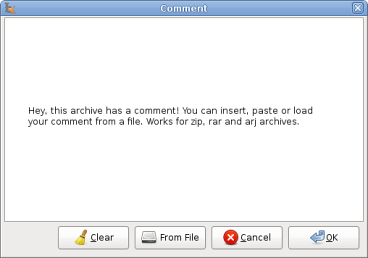 Comment
Hey, this archive has a comment! You can insert, paste or load
your comment from a file. Works for zip, rar and arj archives.
Clear
From File
Cancel
OK